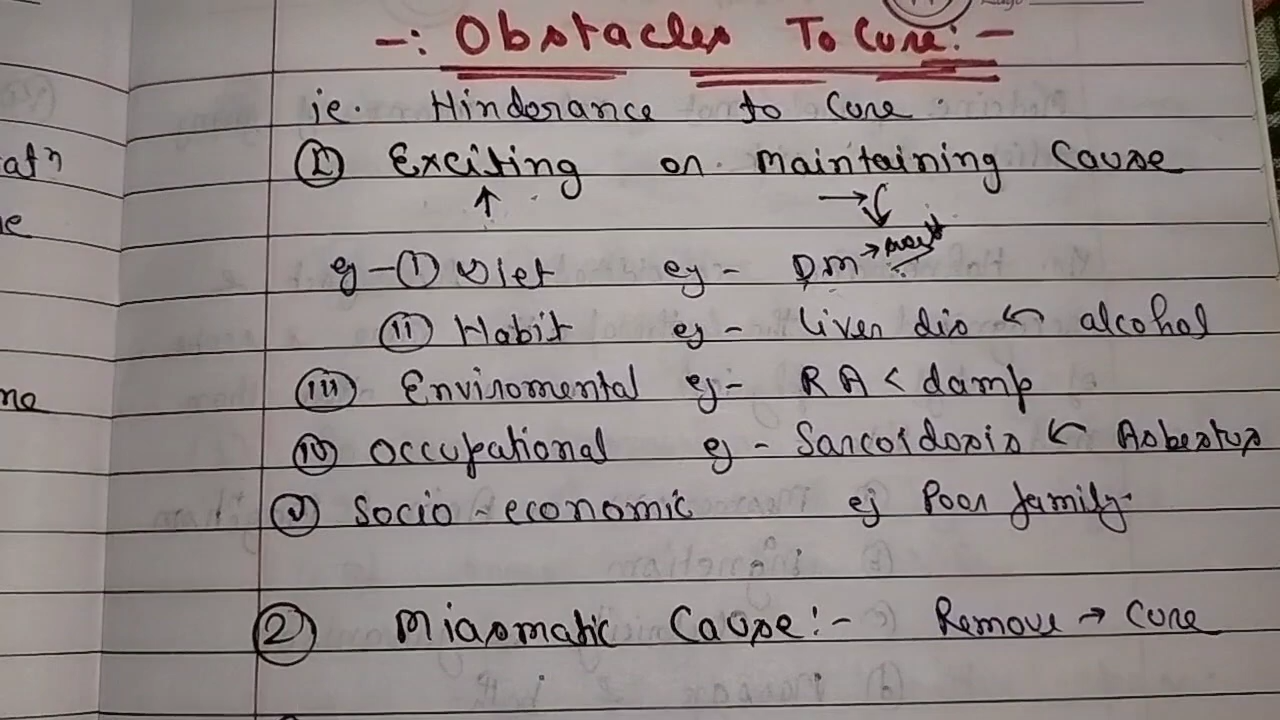 -: Obstacles To Cure:-
ie. Hinderance to Cure.
① Exciting or maintaining Cause
eg - (i) Diet eg - DM →
(ii) Habit eg - liver dis ← alcohol
(iii) Enviromental eg - RA < damp
(iv) Occupational eg - Sarcoidosis ← Asbestus
(v) Socio-economic eg Poor family.
② Miasmatic Cause:- Remove → Cure